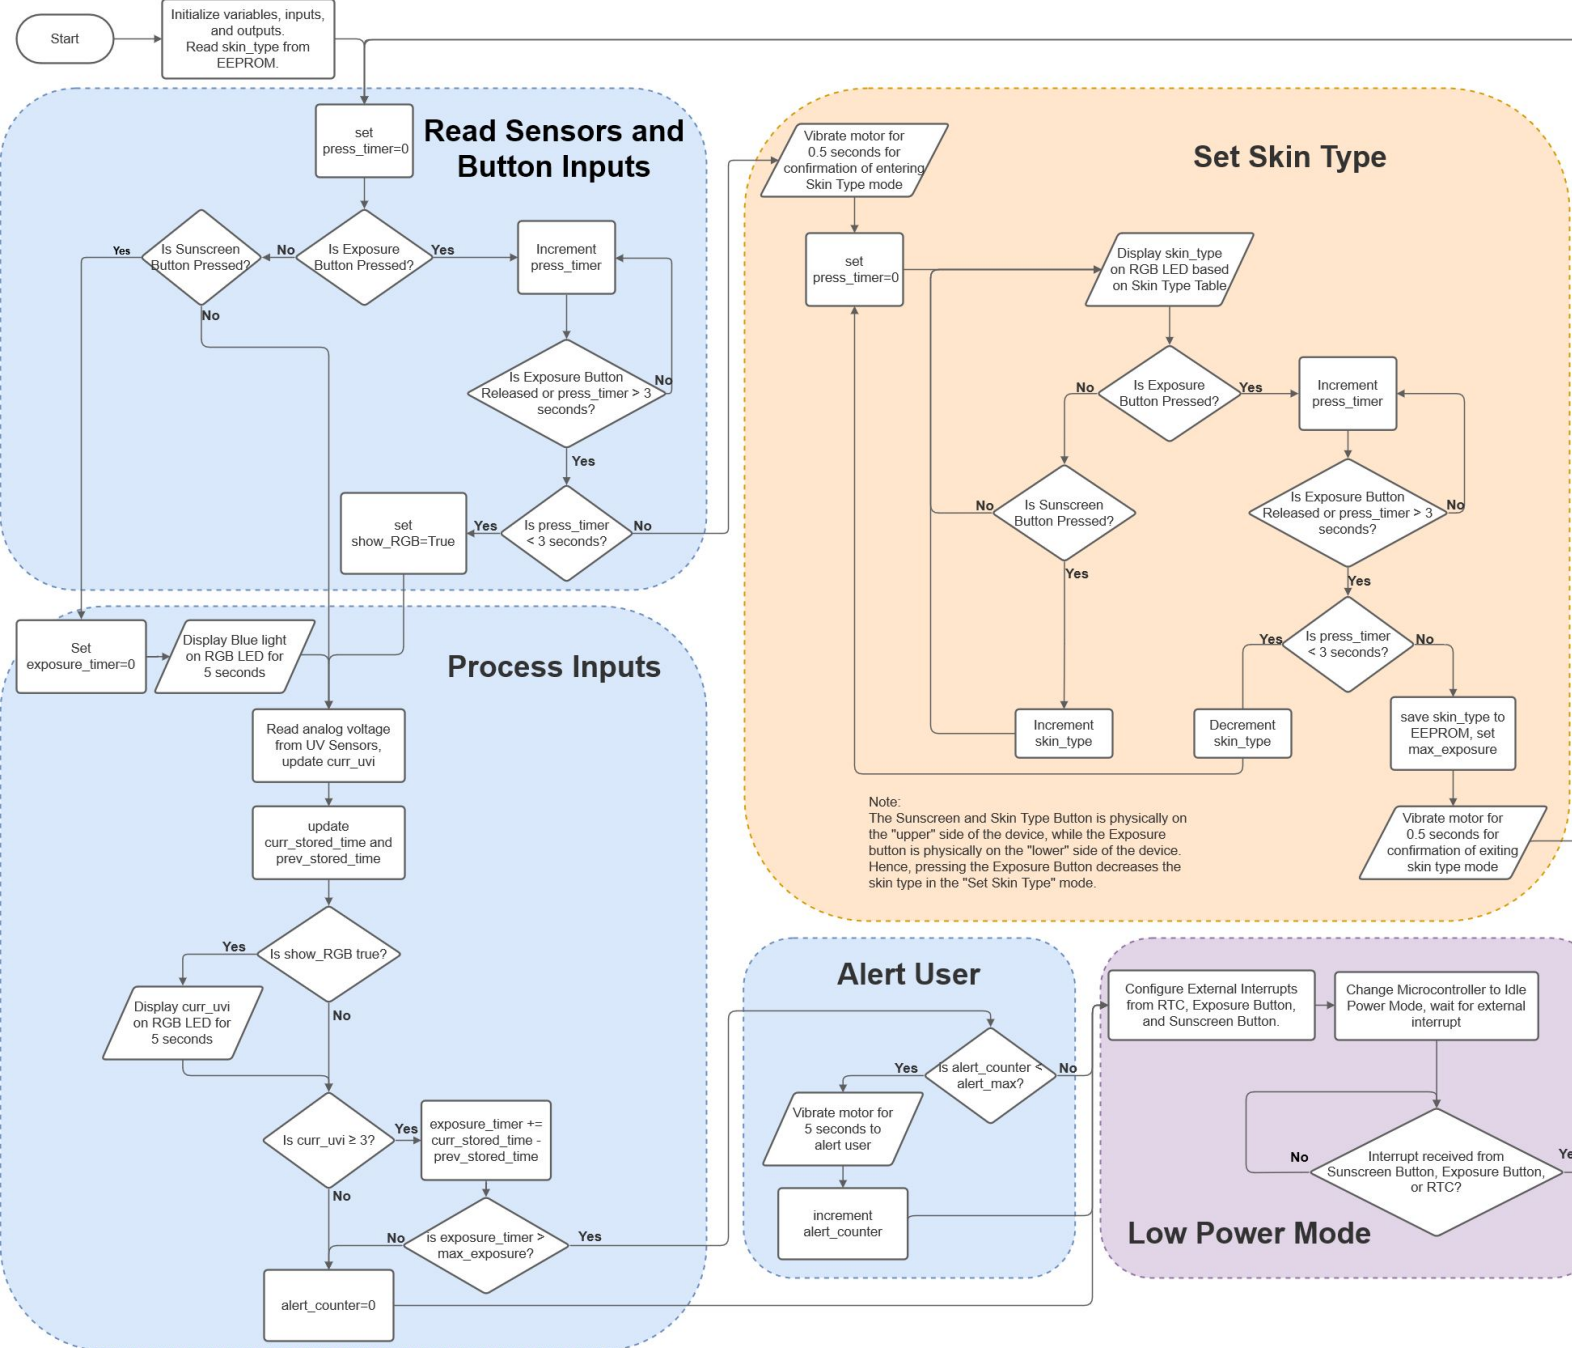 Start
Initialize variables, inputs,
and outputs.
Read skin_type from
EEPROM.
Read Sensors and
Button Inputs
set
press_timer=0
Is Exposure
Button Pressed?
Yes
No
Is Sunscreen
Button Pressed?
Yes
No
Increment
press_timer
Is Exposure Button
Released or press_timer > 3
seconds?
No
Yes
Is press_timer
< 3 seconds?
Yes
No
set
show_RGB=True
Process Inputs
Set
exposure_timer=0
Display Blue light
on RGB LED for
5 seconds
Read analog voltage
from UV Sensors,
update curr_uvi
update
curr_stored_time and
prev_stored_time
Is show_RGB true?
Yes
No
Display curr_uvi
on RGB LED for
5 seconds
Is curr_uvi ≥ 3?
Yes
No
exposure_timer +=
curr_stored_time -
prev_stored_time
is exposure_timer >
max_exposure?
No
Yes
alert_counter=0
Set Skin Type
Vibrate motor for
0.5 seconds for
confirmation of entering
Skin Type mode
set
press_timer=0
Display skin_type
on RGB LED based
on Skin Type Table
Is Exposure
Button Pressed?
No
Yes
Increment
press_timer
Is Sunscreen
Button Pressed?
No
Yes
Is Exposure Button
Released or press_timer > 3
seconds?
No
Yes
Is press_timer
< 3 seconds?
Yes
No
Increment
skin_type
Decrement
skin_type
save skin_type to
EEPROM, set
max_exposure
Vibrate motor for
0.5 seconds for
confirmation of exiting
skin type mode
Note:
The Sunscreen and Skin Type Button is physically on
the "upper" side of the device, while the Exposure
button is physically on the "lower" side of the device.
Hence, pressing the Exposure Button decreases the
skin type in the "Set Skin Type" mode.
Alert User
Is alert_counter <
alert_max?
Yes
No
Vibrate motor for
5 seconds to
alert user
increment
alert_counter
Configure External Interrupts
from RTC, Exposure Button,
and Sunscreen Button.
Change Microcontroller to Idle
Power Mode, wait for external
interrupt
Interrupt received from
Sunscreen Button, Exposure Button,
or RTC?
No
Ye
Low Power Mode